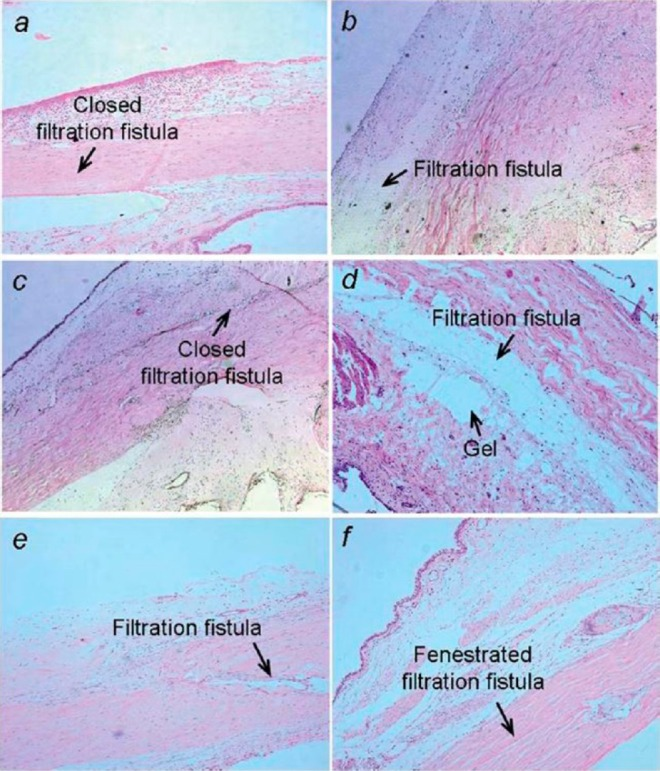 a
Closed
filtration fistula
b
Filtration fistula
c
Closed
filtration fistula
d
Filtration fistula
Gel
e
Filtration fistula
f
Fenestrated
filtration fistula